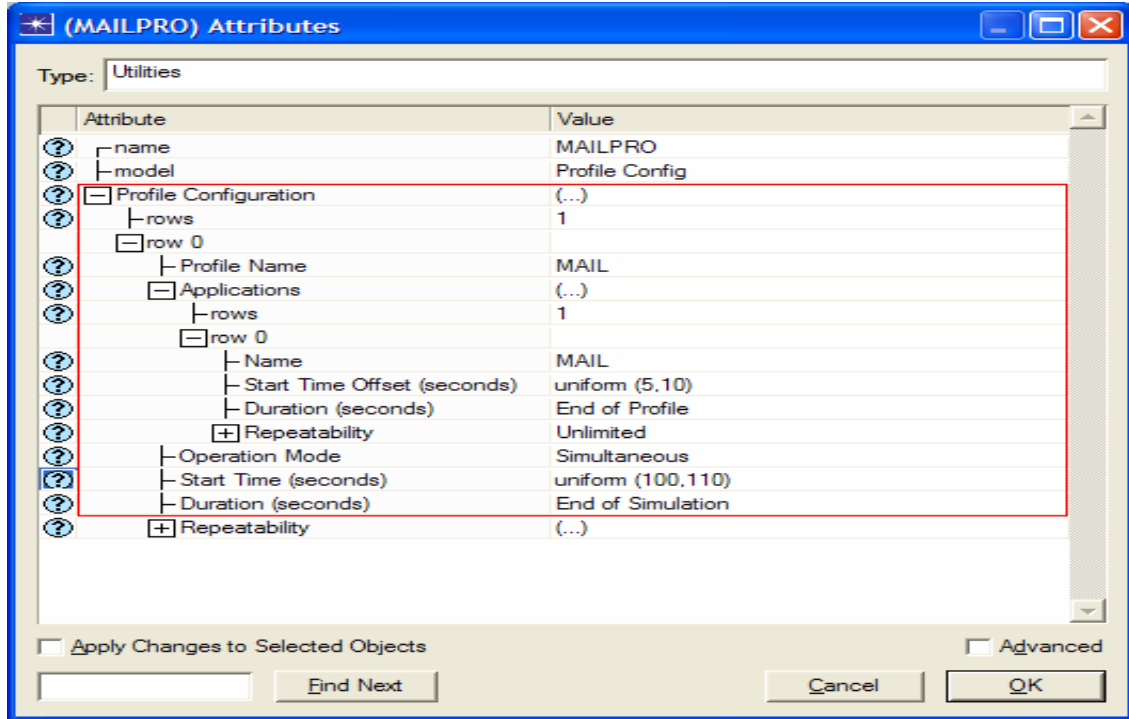 (MAILPRO) Attributes
Type: Utilities
Attribute Value
? name MAILPRO
? model Profile Config
? Profile Configuration (...)
? rows 1
row 0
? Profile Name MAIL
? Applications (...)
? rows 1
row 0
? Name MAIL
? Start Time Offset (seconds) uniform (5,10)
? Duration (seconds) End of Profile
? Repeatability Unlimited
? Operation Mode Simultaneous
? Start Time (seconds) uniform (100,110)
? Duration (seconds) End of Simulation
? Repeatability (...)
Apply Changes to Selected Objects Advanced
Find Next Cancel OK